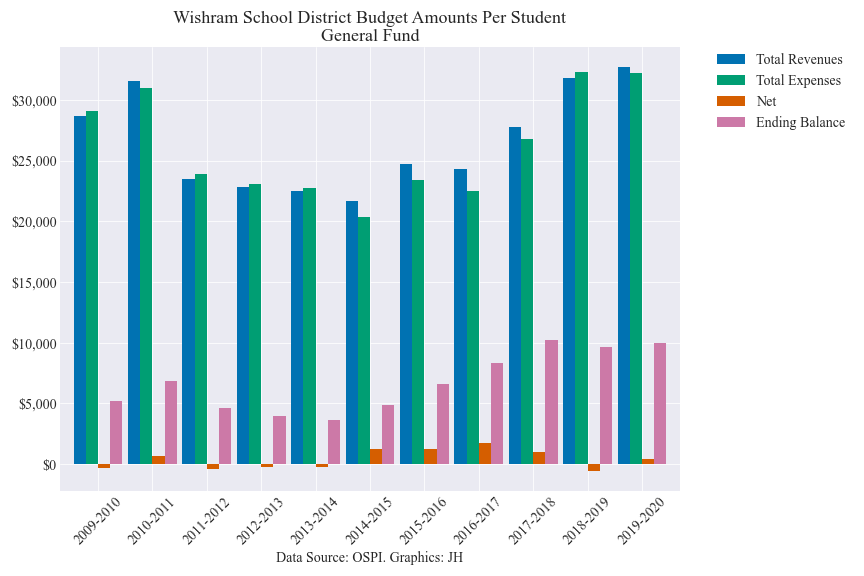 Wishram School District Budget Amounts Per Student
General Fund
Total Revenues
Total Expenses
Net
Ending Balance
$30,000
$25,000
$20,000
$15,000
$10,000
$5,000
$0
2009-2010
2010-2011
2011-2012
2012-2013
2013-2014
2014-2015
2015-2016
2016-2017
2017-2018
2018-2019
2019-2020
Data Source: OSPI. Graphics: JH